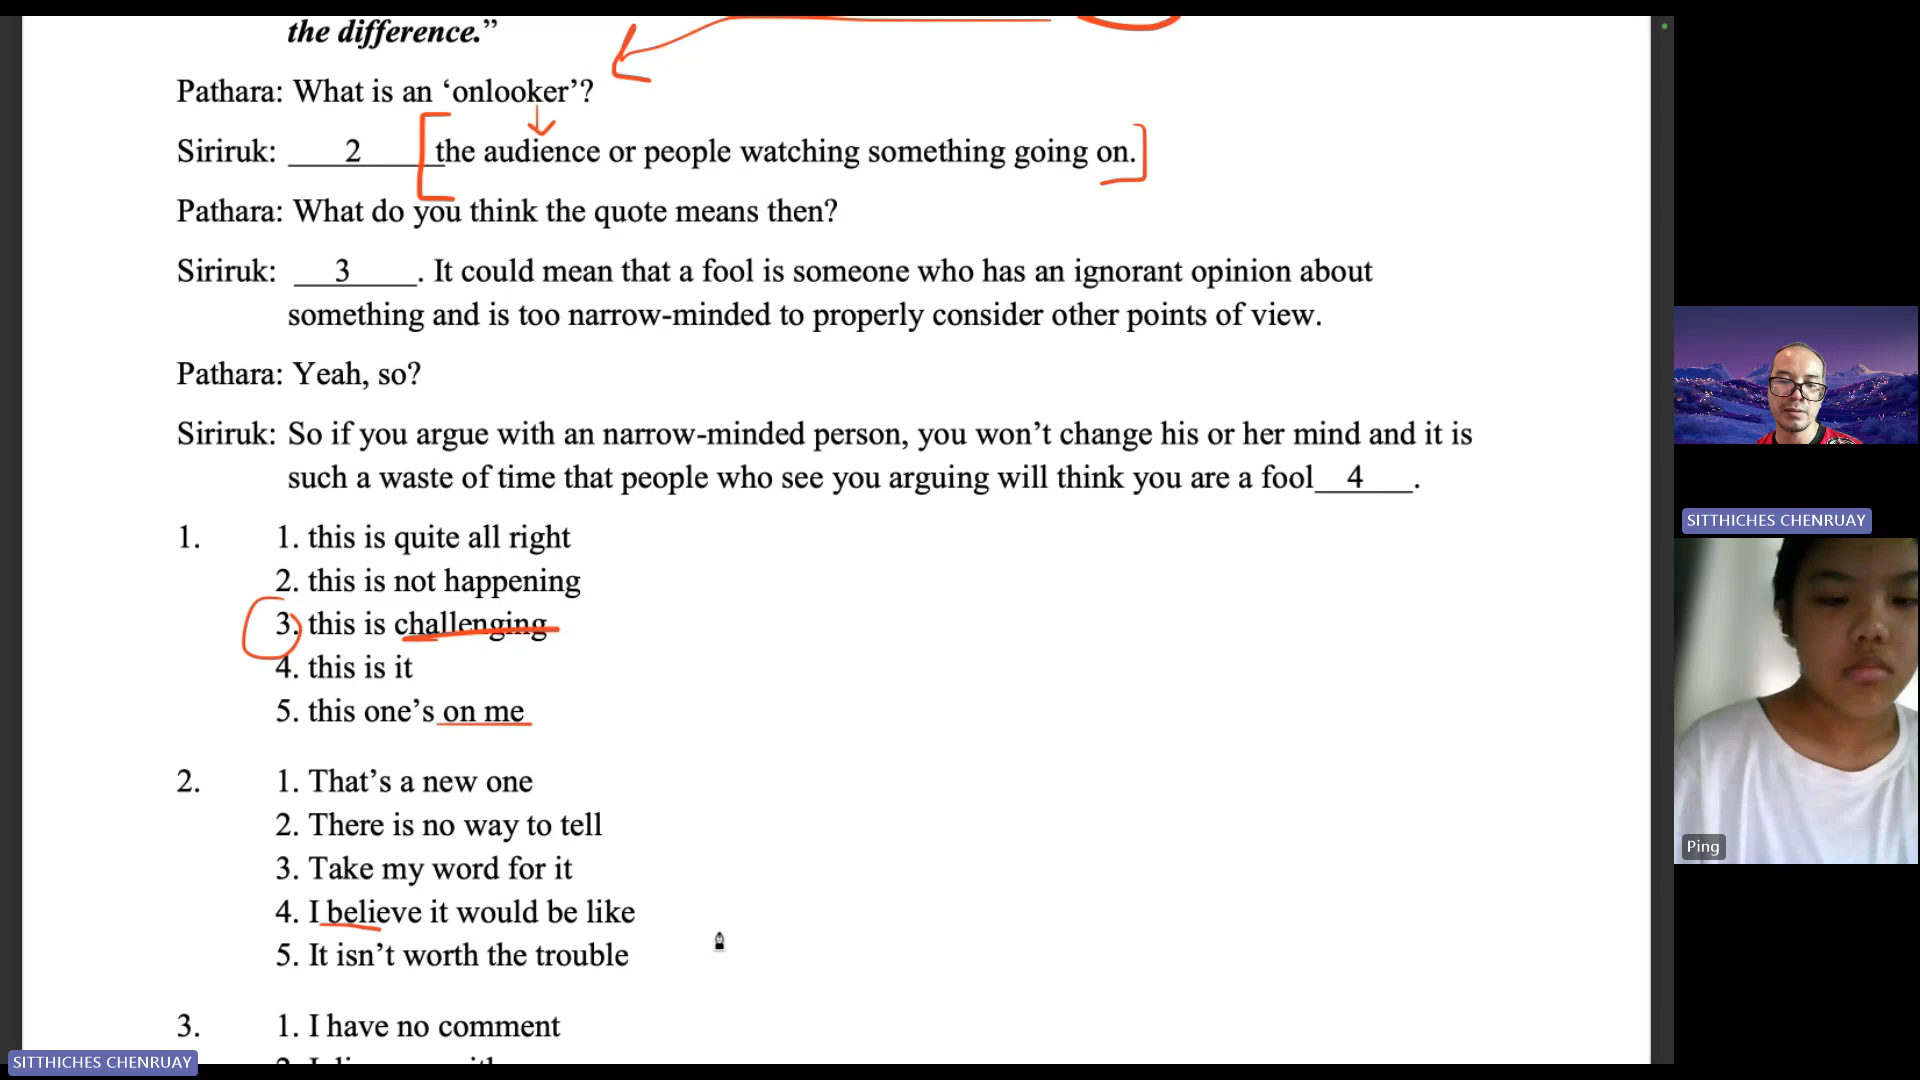 the difference.”
Pathara: What is an ‘onlooker’?
Siriruk: ____2____ the audience or people watching something going on.
Pathara: What do you think the quote means then?
Siriruk: ___3____. It could mean that a fool is someone who has an ignorant opinion about
something and is too narrow-minded to properly consider other points of view.
Pathara: Yeah, so?
Siriruk: So if you argue with an narrow-minded person, you won’t change his or her mind and it is
such a waste of time that people who see you arguing will think you are a fool__4___.
1. 1. this is quite all right
2. this is not happening
3. this is challenging
4. this is it
5. this one’s on me
2. 1. That’s a new one
2. There is no way to tell
3. Take my word for it
4. I believe it would be like
5. It isn’t worth the trouble
3. 1. I have no comment
SITTHICHES CHENRUAY
SITTHICHES CHENRUAY
Ping